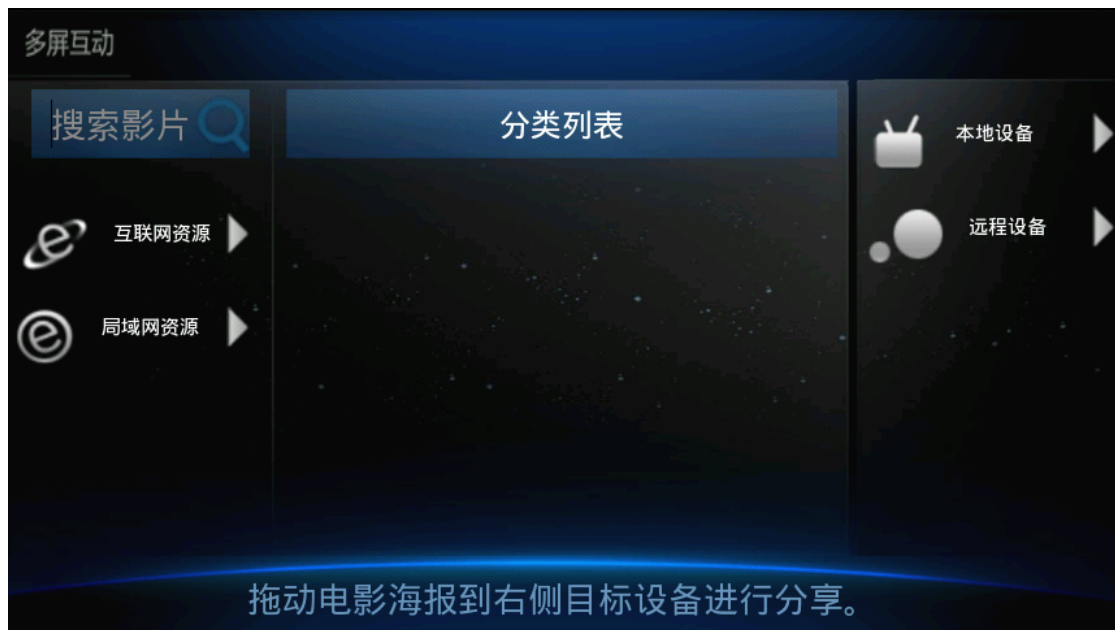 多屏互动
搜索影片
分类列表
本地设备
互联网资源
远程设备
局域网资源
拖动电影海报到右侧目标设备进行分享。